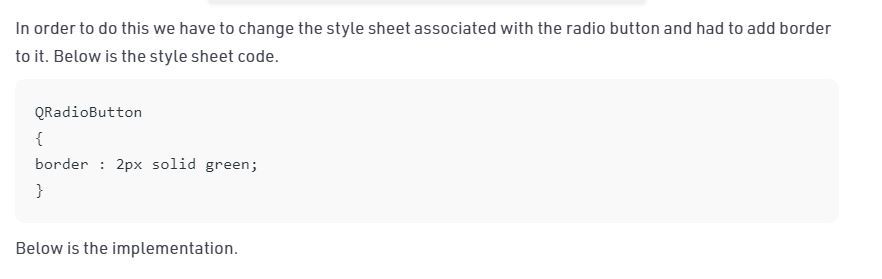 In order to do this we have to change the style sheet associated with the radio button and had to add border
to it. Below is the style sheet code.
QRadioButton
{
border : 2px solid green;
}
Below is the implementation.